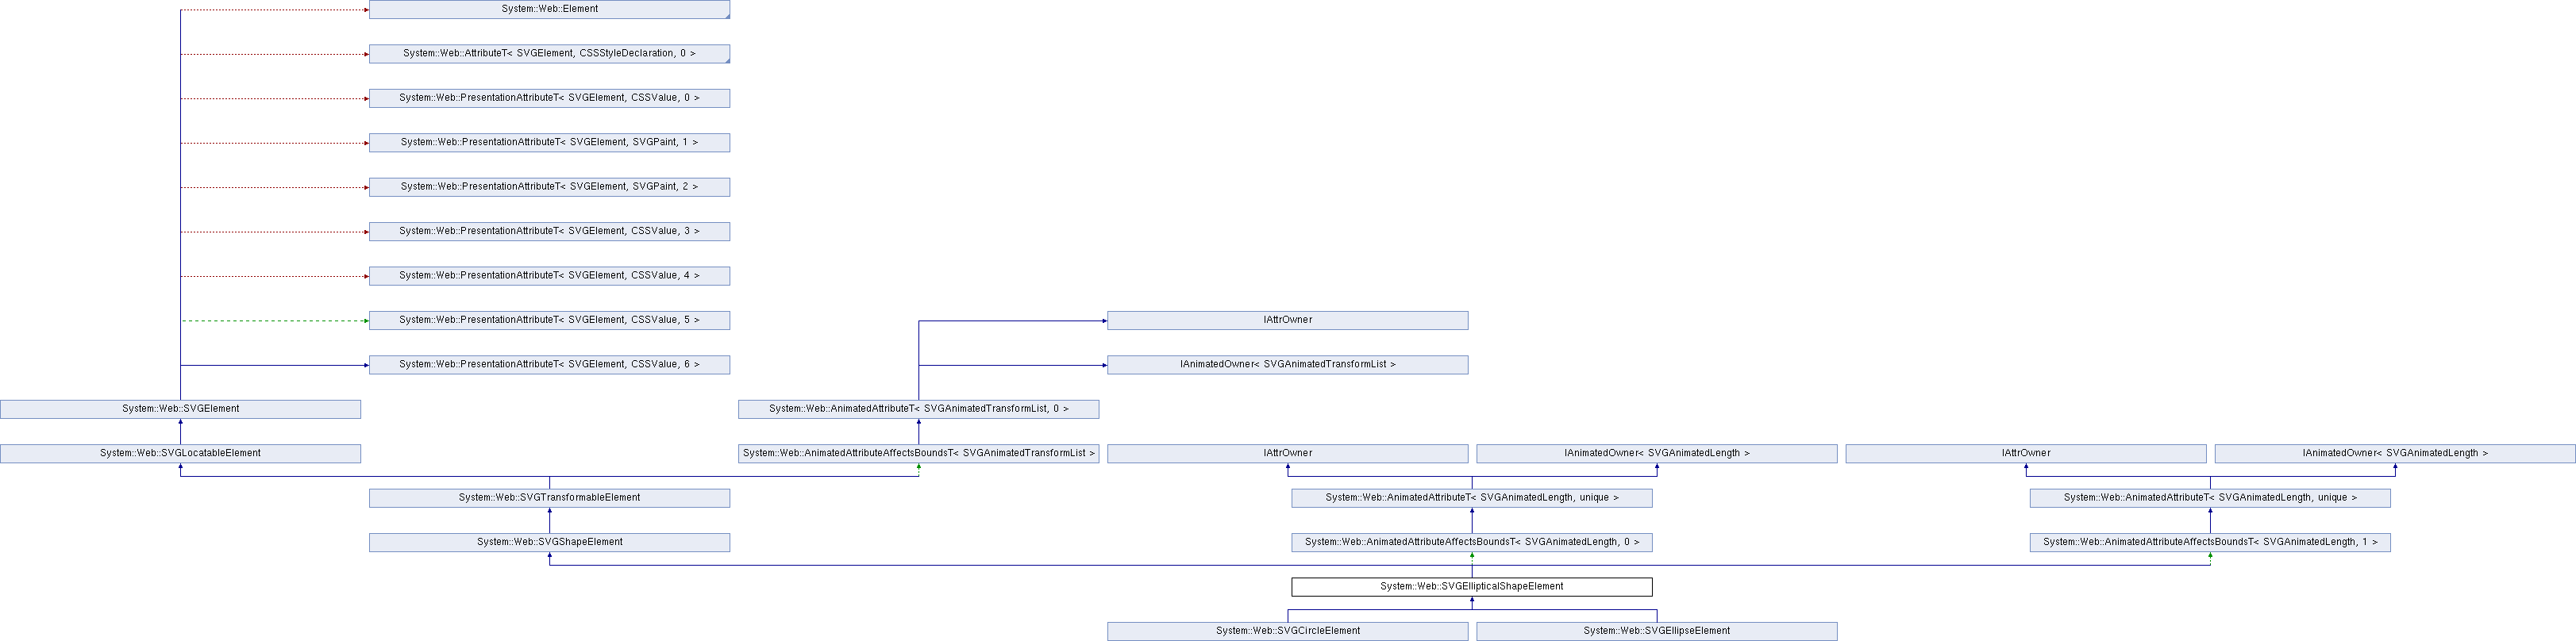 System::Web::Element
System::Web::AttributeT< SVGElement, CSSStyleDeclaration, 0 >
System::Web::PresentationAttributeT< SVGElement, CSSValue, 0 >
System::Web::PresentationAttributeT< SVGElement, SVGPaint, 1 >
System::Web::PresentationAttributeT< SVGElement, SVGPaint, 2 >
System::Web::PresentationAttributeT< SVGElement, CSSValue, 3 >
System::Web::PresentationAttributeT< SVGElement, CSSValue, 4 >
System::Web::PresentationAttributeT< SVGElement, CSSValue, 5 >
IAttrOwner
System::Web::PresentationAttributeT< SVGElement, CSSValue, 6 >
IAnimatedOwner< SVGAnimatedTransformList >
System::Web::SVGElement
System::Web::AnimatedAttributeT< SVGAnimatedTransformList, 0 >
System::Web::SVGLocatableElement
System::Web::AnimatedAttributeAffectsBoundsT< SVGAnimatedTransformList >
IAttrOwner
IAnimatedOwner< SVGAnimatedLength >
IAttrOwner
IAnimatedOwner< SVGAnimatedLength >
System::Web::SVGTransformableElement
System::Web::AnimatedAttributeT< SVGAnimatedLength, unique >
System::Web::AnimatedAttributeT< SVGAnimatedLength, unique >
System::Web::SVGShapeElement
System::Web::AnimatedAttributeAffectsBoundsT< SVGAnimatedLength, 0 >
System::Web::AnimatedAttributeAffectsBoundsT< SVGAnimatedLength, 1 >
System::Web::SVGEllipticalShapeElement
System::Web::SVGCircleElement
System::Web::SVGEllipseElement